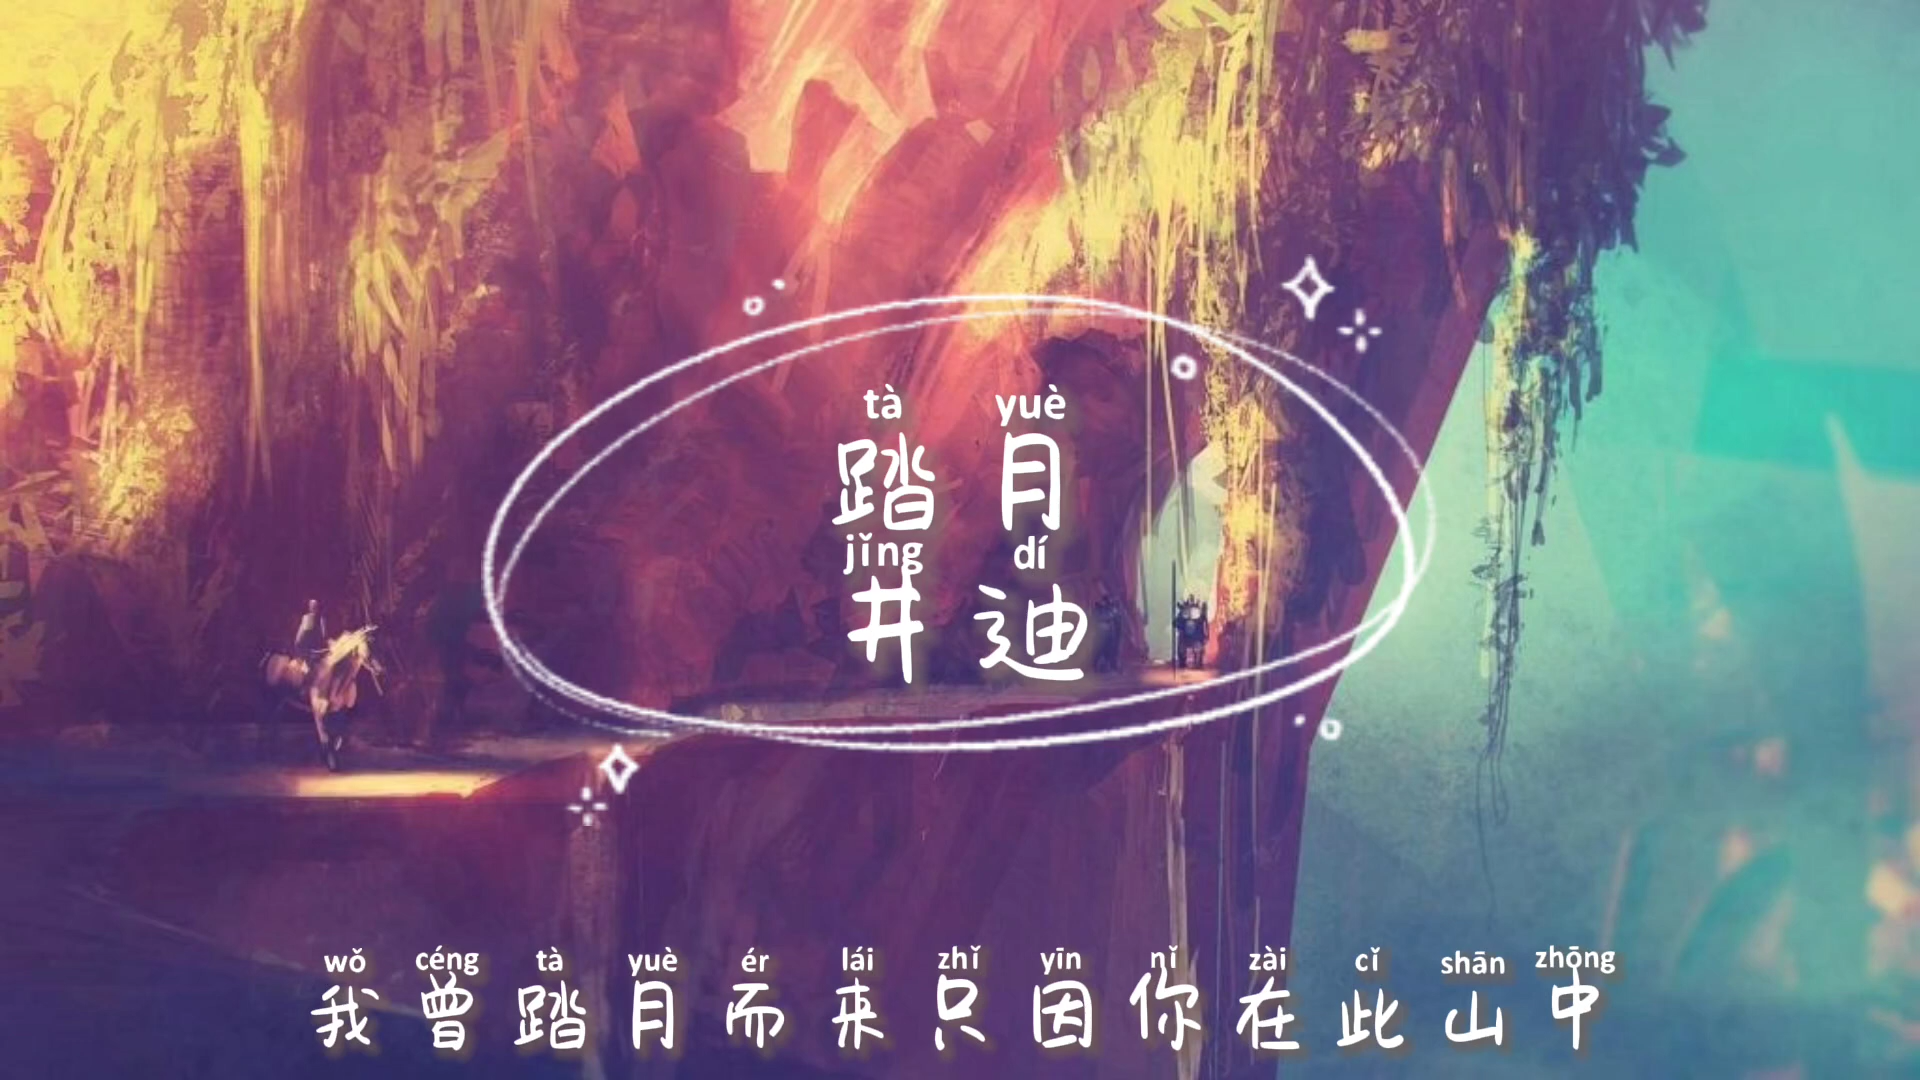 tà yuè
踏月
jǐng dí
井迪
wǒ céng tà yuè ér lái zhǐ yīn nǐ zài cǐ shān zhōng
我曾踏月而来只因你在此山中